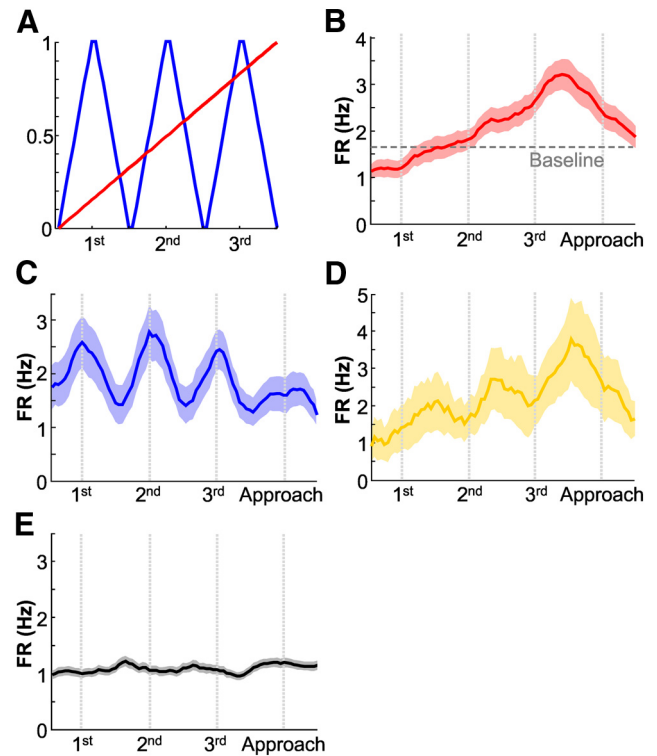 A
1
0.5
0
1st 2nd 3rd
B
FR (Hz)
4
3
2
1
0
Baseline
1st 2nd 3rd Approach
C
FR (Hz)
3
2
1
0
1st 2nd 3rd Approach
D
FR (Hz)
5
4
3
2
1
0
1st 2nd 3rd Approach
E
FR (Hz)
3
2
1
0
1st 2nd 3rd Approach